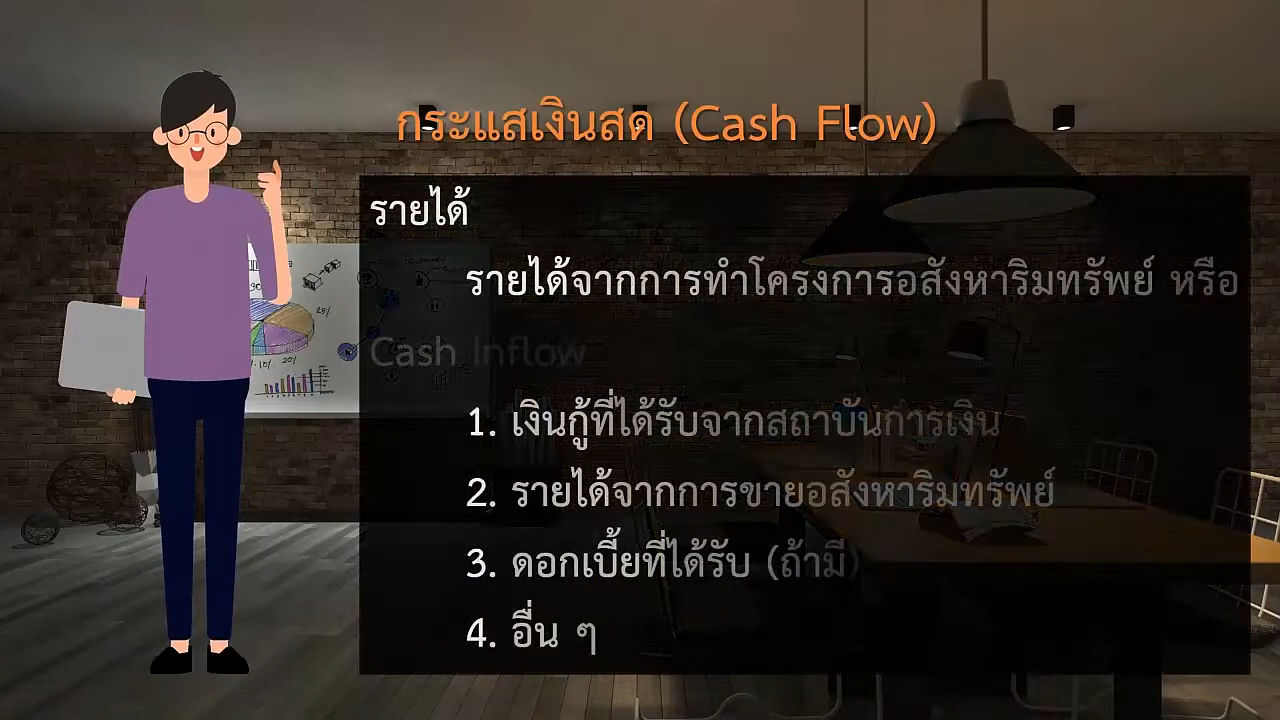 กระแสเงินสด (Cash Flow)
รายได้
รายได้จากการทำโครงการอสังหาริมทรัพย์ หรือ
Cash Inflow
1. เงินกู้ที่ได้รับจากสถาบันการเงิน
2. รายได้จากการขายอสังหาริมทรัพย์
3. ดอกเบี้ยที่ได้รับ (ถ้ามี)
4. อื่น ๆ
20%